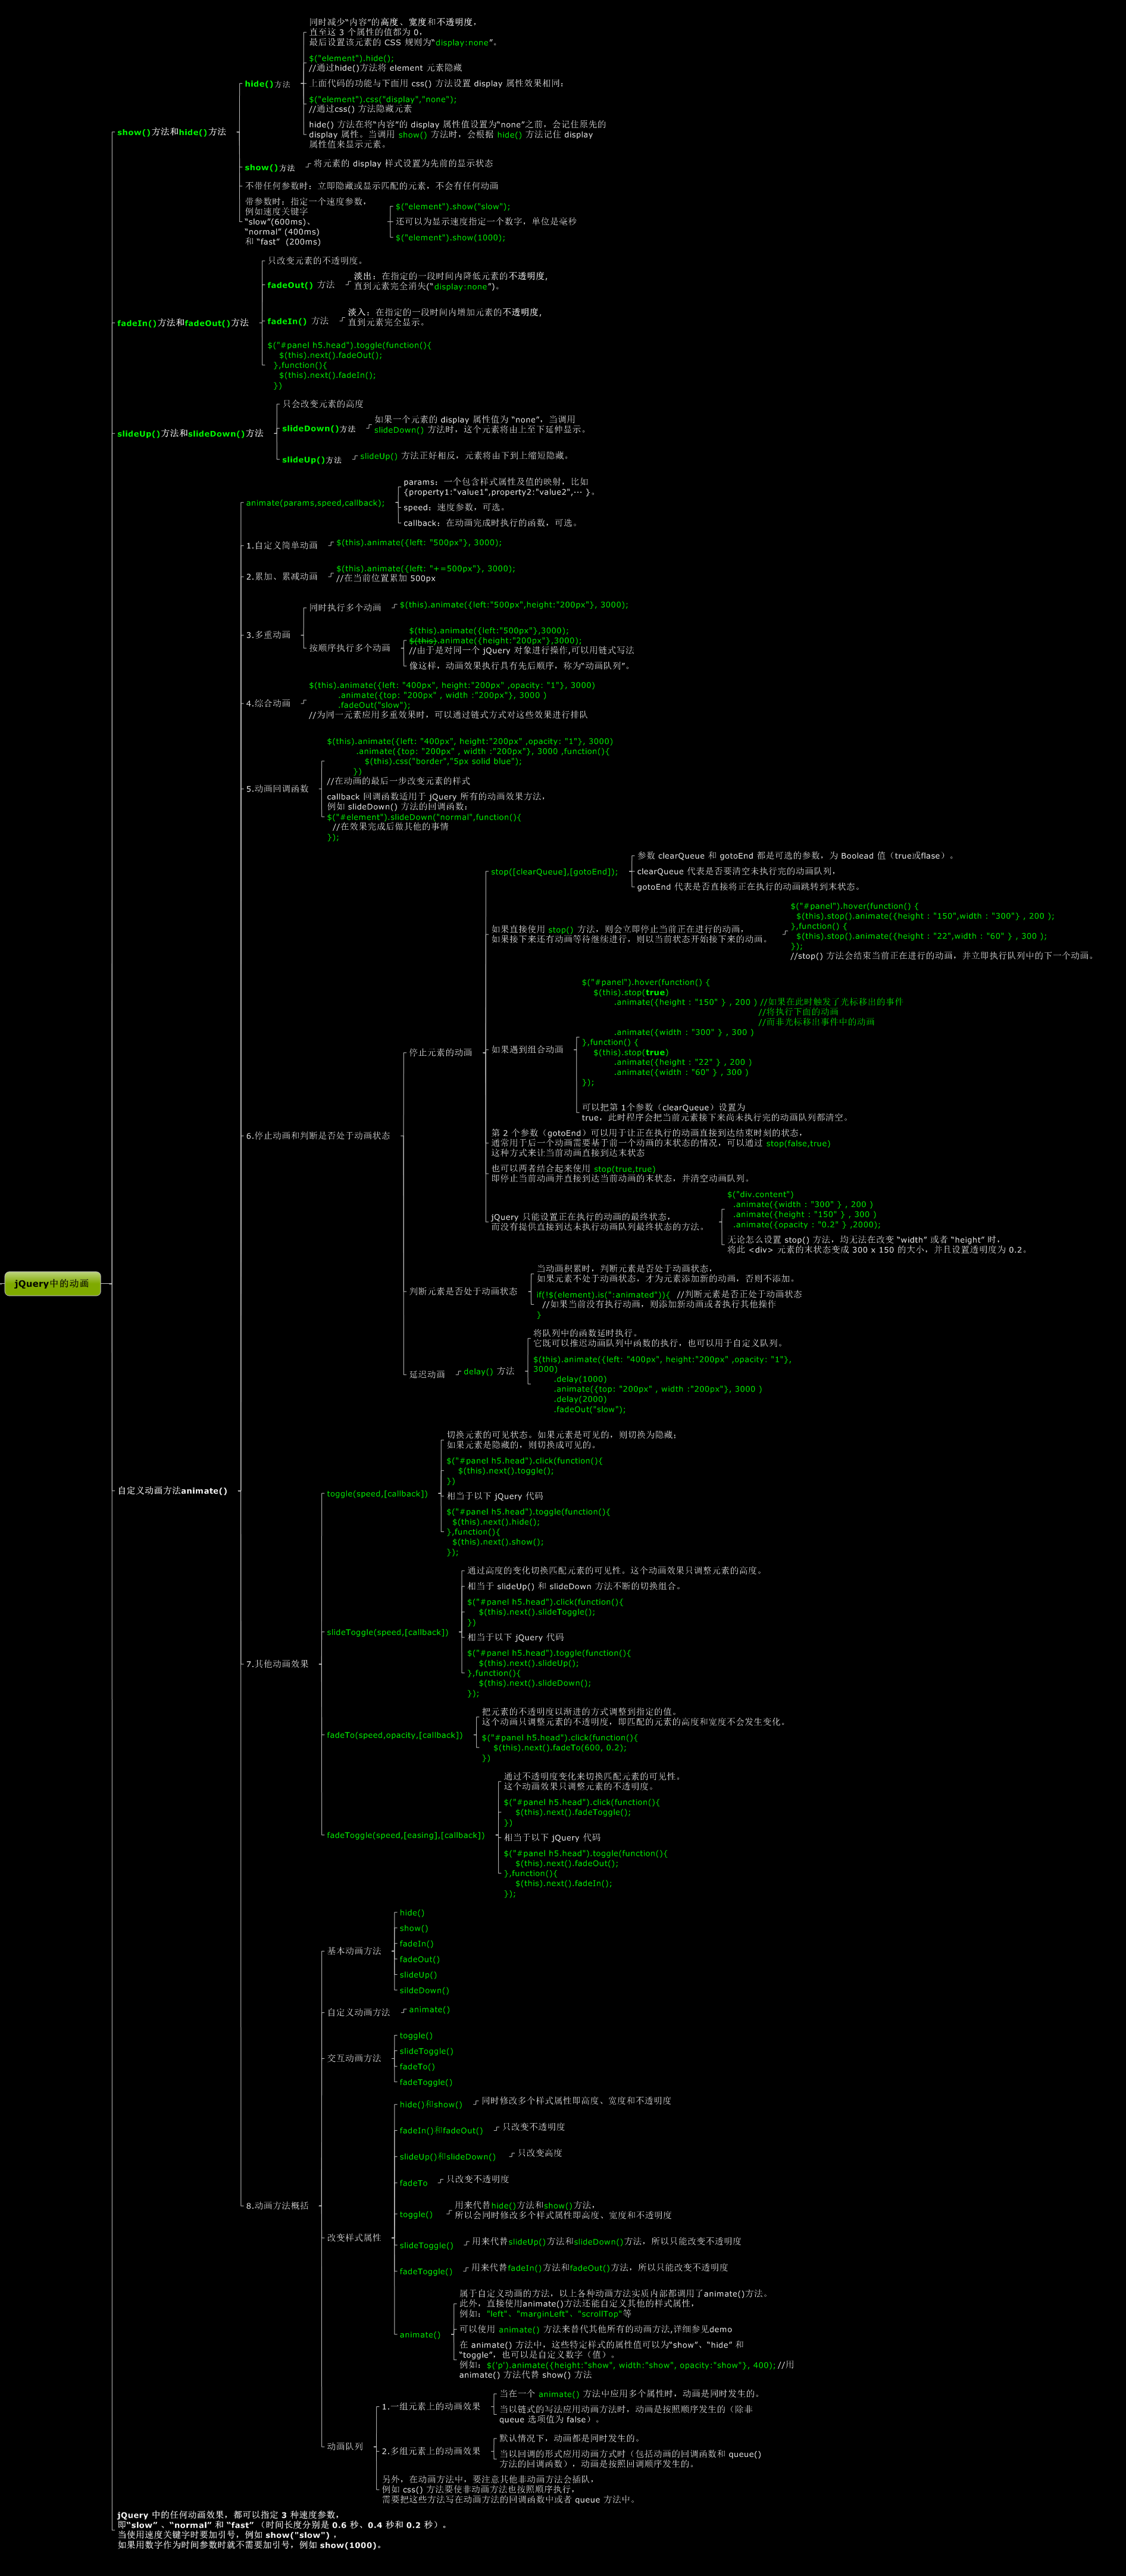 jQuery中的动画
show()方法和hide()方法
hide()方法
同时减少“内容”的高度、宽度和不透明度,
直至这 3 个属性的值都为 0,
最后设置该元素的 CSS 规则为“display:none”。
$("element").hide();
//通过hide()方法将 element 元素隐藏
上面代码的功能与下面用 css() 方法设置 display 属性效果相同:
$("element").css("display","none");
//通过css() 方法隐藏元素
hide() 方法在将“内容”的 display 属性值设置为“none”之前，会记住原先的
display 属性。当调用 show() 方法时，会根据 hide() 方法记住 display
属性值来显示元素。
show()方法
将元素的 display 样式设置为先前的显示状态
不带任何参数时：立即隐藏或显示匹配的元素，不会有任何动画
带参数时：指定一个速度参数,
例如速度关键字
“slow”(600ms)、
“normal” (400ms)
和 “fast” (200ms)
$("element").show("slow");
还可以为显示速度指定一个数字，单位是毫秒
$("element").show(1000);
fadeIn()方法和fadeOut()方法
只改变元素的不透明度。
fadeOut() 方法
淡出：在指定的一段时间内降低元素的不透明度,
直到元素完全消失(“display:none”)。
fadeIn() 方法
淡入：在指定的一段时间内增加元素的不透明度,
直到元素完全显示。
$("#panel h5.head").toggle(function(){
$(this).next().fadeOut();
},function(){
$(this).next().fadeIn();
})
slideUp()方法和slideDown()方法
只会改变元素的高度
slideDown()方法
如果一个元素的 display 属性值为 “none”，当调用
slideDown() 方法时，这个元素将由上至下延伸显示。
slideUp()方法
slideUp() 方法正好相反，元素将由下到上缩短隐藏。
自定义动画方法animate()
animate(params,speed,callback);
params：一个包含样式属性及值的映射，比如
{property1:"value1",property2:"value2",… }。
speed：速度参数，可选。
callback：在动画完成时执行的函数，可选。
1.自定义简单动画
$(this).animate({left: "500px"}, 3000);
2.累加、累减动画
$(this).animate({left: "+=500px"}, 3000);
//在当前位置累加 500px
3.多重动画
同时执行多个动画
$(this).animate({left:"500px",height:"200px"}, 3000);
按顺序执行多个动画
$(this).animate({left:"500px"},3000);
$(this).animate({height:"200px"},3000);
//由于是对同一个 jQuery 对象进行操作,可以用链式写法
像这样，动画效果执行具有先后顺序，称为“动画队列”。
4.综合动画
$(this).animate({left: "400px", height:"200px" ,opacity: "1"}, 3000)
.animate({top: "200px" , width :"200px"}, 3000 )
.fadeOut("slow");
//为同一元素应用多重效果时，可以通过链式方式对这些效果进行排队
5.动画回调函数
$(this).animate({left: "400px", height:"200px" ,opacity: "1"}, 3000)
.animate({top: "200px" , width :"200px"}, 3000 ,function(){
$(this).css("border","5px solid blue");
})
//在动画的最后一步改变元素的样式
callback 回调函数适用于 jQuery 所有的动画效果方法,
例如 slideDown() 方法的回调函数:
$("#element").slideDown("normal",function(){
//在效果完成后做其他的事情
});
6.停止动画和判断是否处于动画状态
停止元素的动画
stop([clearQueue],[gotoEnd]);
参数 clearQueue 和 gotoEnd 都是可选的参数，为 Boolead 值（true或flase）。
clearQueue 代表是否要清空未执行完的动画队列,
gotoEnd 代表是否直接将正在执行的动画跳转到末状态。
如果直接使用 stop() 方法，则会立即停止当前正在进行的动画,
如果接下来还有动画等待继续进行，则以当前状态开始接下来的动画。
$("#panel").hover(function() {
$(this).stop().animate({height : "150",width : "300"} , 200 );
},function() {
$(this).stop().animate({height : "22",width : "60" } , 300 );
});
//stop() 方法会结束当前正在进行的动画，并立即执行队列中的下一个动画。
如果遇到组合动画
$("#panel").hover(function() {
$(this).stop(true)
.animate({height : "150" } , 200 ) //如果在此时触发了光标移出的事件
//将执行下面的动画
//而非光标移出事件中的动画
.animate({width : "300" } , 300 )
},function() {
$(this).stop(true)
.animate({height : "22" } , 200 )
.animate({width : "60" } , 300 )
});
可以把第 1个参数（clearQueue）设置为
true，此时程序会把当前元素接下来尚未执行完的动画队列都清空。
第 2 个参数（gotoEnd）可以用于让正在执行的动画直接到达结束时刻的状态,
通常用于后一个动画需要基于前一个动画的末状态的情况，可以通过 stop(false,true)
这种方式来让当前动画直接到达末状态
也可以两者结合起来使用 stop(true,true)
即停止当前动画并直接到达当前动画的末状态，并清空动画队列。
jQuery 只能设置正在执行的动画的最终状态,
而没有提供直接到达未执行动画队列最终状态的方法。
$("div.content")
.animate({width : "300" } , 200 )
.animate({height : "150" } , 300 )
.animate({opacity : "0.2" } ,2000);
无论怎么设置 stop() 方法，均无法在改变 “width” 或者 “height” 时,
将此 <div> 元素的末状态变成 300 x 150 的大小，并且设置透明度为 0.2。
判断元素是否处于动画状态
当动画积累时，判断元素是否处于动画状态,
如果元素不处于动画状态，才为元素添加新的动画，否则不添加。
if(!$(element).is(":animated")){ //判断元素是否正处于动画状态
//如果当前没有执行动画，则添加新动画或者执行其他操作
}
延迟动画
delay() 方法
将队列中的函数延时执行。
它既可以推迟动画队列中函数的执行，也可以用于自定义队列。
$(this).animate({left: "400px", height:"200px" ,opacity: "1"},
3000)
.delay(1000)
.animate({top: "200px" , width :"200px"}, 3000 )
.delay(2000)
.fadeOut("slow");
7.其他动画效果
toggle(speed,[callback])
切换元素的可见状态。如果元素是可见的，则切换为隐藏;
如果元素是隐藏的，则切换成可见的。
$("#panel h5.head").click(function(){
$(this).next().toggle();
})
相当于以下 jQuery 代码
$("#panel h5.head").toggle(function(){
$(this).next().hide();
},function(){
$(this).next().show();
});
slideToggle(speed,[callback])
通过高度的变化切换匹配元素的可见性。这个动画效果只调整元素的高度。
相当于 slideUp() 和 slideDown 方法不断的切换组合。
$("#panel h5.head").click(function(){
$(this).next().slideToggle();
})
相当于以下 jQuery 代码
$("#panel h5.head").toggle(function(){
$(this).next().slideUp();
},function(){
$(this).next().slideDown();
});
fadeTo(speed,opacity,[callback])
把元素的不透明度以渐进的方式调整到指定的值。
这个动画只调整元素的不透明度，即匹配的元素的高度和宽度不会发生变化。
$("#panel h5.head").click(function(){
$(this).next().fadeTo(600, 0.2);
})
fadeToggle(speed,[easing],[callback])
通过不透明度变化来切换匹配元素的可见性。
这个动画效果只调整元素的不透明度。
$("#panel h5.head").click(function(){
$(this).next().fadeToggle();
})
相当于以下 jQuery 代码
$("#panel h5.head").toggle(function(){
$(this).next().fadeOut();
},function(){
$(this).next().fadeIn();
});
8.动画方法概括
基本动画方法
hide()
show()
fadeIn()
fadeOut()
slideUp()
sildeDown()
自定义动画方法
animate()
交互动画方法
toggle()
slideToggle()
fadeTo()
fadeToggle()
改变样式属性
hide()和show()
同时修改多个样式属性即高度、宽度和不透明度
fadeIn()和fadeOut()
只改变不透明度
slideUp()和slideDown()
只改变高度
fadeTo
只改变不透明度
toggle()
用来代替hide()方法和show()方法,
所以会同时修改多个样式属性即高度、宽度和不透明度
slideToggle()
用来代替slideUp()方法和slideDown()方法，所以只能改变不透明度
fadeToggle()
用来代替fadeIn()方法和fadeOut()方法，所以只能改变不透明度
animate()
属于自定义动画的方法，以上各种动画方法实质内部都调用了animate()方法。
此外，直接使用animate()方法还能自定义其他的样式属性,
例如：“left”、“marginLeft”、“scrollTop”等
可以使用 animate() 方法来替代其他所有的动画方法,详细参见demo
在 animate() 方法中，这些特定样式的属性值可以为“show”、“hide” 和
“toggle”，也可以是自定义数字（值）。
例如：$('p').animate({height:"show", width:"show", opacity:"show"}, 400); //用
animate() 方法代替 show() 方法
动画队列
1.一组元素上的动画效果
当在一个 animate() 方法中应用多个属性时，动画是同时发生的。
当以链式的写法应用动画方法时，动画是按照顺序发生的（除非
queue 选项值为 false）。
2.多组元素上的动画效果
默认情况下，动画都是同时发生的。
当以回调的形式应用动画方式时（包括动画的回调函数和 queue()
方法的回调函数），动画是按照回调顺序发生的。
另外，在动画方法中，要注意其他非动画方法会插队,
例如 css() 方法要使非动画方法也按照顺序执行,
需要把这些方法写在动画方法的回调函数中或者 queue 方法中。
jQuery 中的任何动画效果，都可以指定 3 种速度参数,
即“slow” 、“normal” 和 “fast” （时间长度分别是 0.6 秒、0.4 秒和 0.2 秒）。
当使用速度关键字时要加引号，例如 show("slow") ,
如果用数字作为时间参数时就不需要加引号，例如 show(1000)。